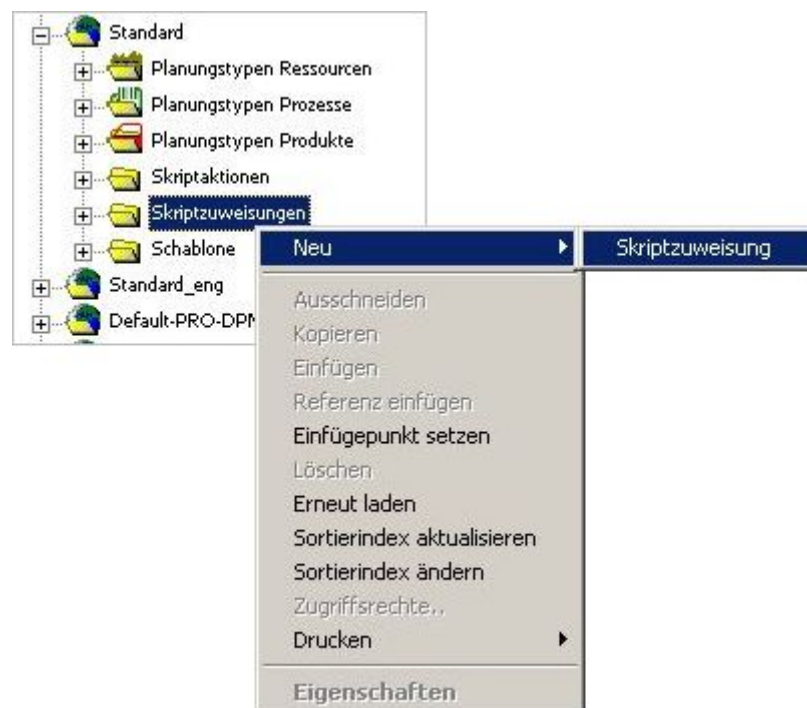 Standard
Planungstypen Ressourcen
Planungstypen Prozesse
Planungstypen Produkte
Skriptaktionen
Skriptzuweisungen
Schablone
Standard_eng
Neu
Skriptzuweisung
Ausschneiden
Kopieren
Einfügen
Referenz einfügen
Einfügepunkt setzen
Löschen
Erneut laden
Sortierindex aktualisieren
Sortierindex ändern
Zugriffsrechte..
Drucken
Eigenschaften